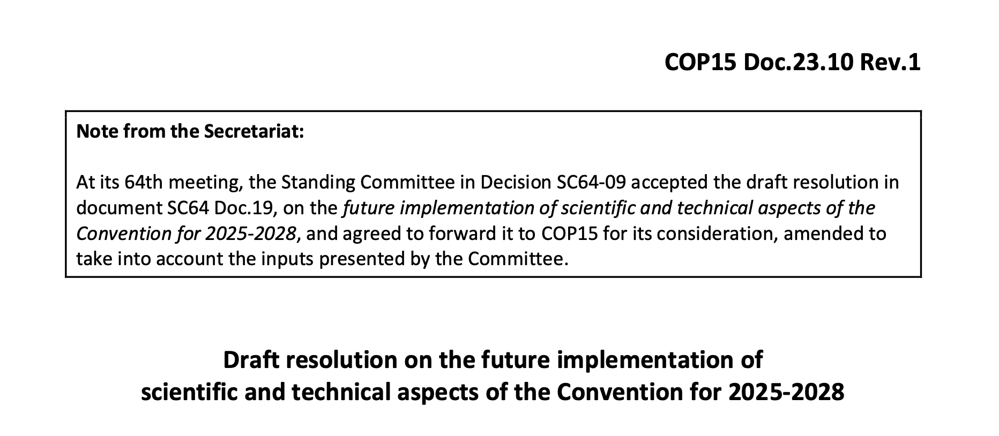 COP15 Doc.23.10 Rev.1
Note from the Secretariat:
At its 64th meeting, the Standing Committee in Decision SC64-09 accepted the draft resolution in
document SC64 Doc.19, on the future implementation of scientific and technical aspects of the
Convention for 2025-2028, and agreed to forward it to COP15 for its consideration, amended to
take into account the inputs presented by the Committee.
Draft resolution on the future implementation of
scientific and technical aspects of the Convention for 2025-2028